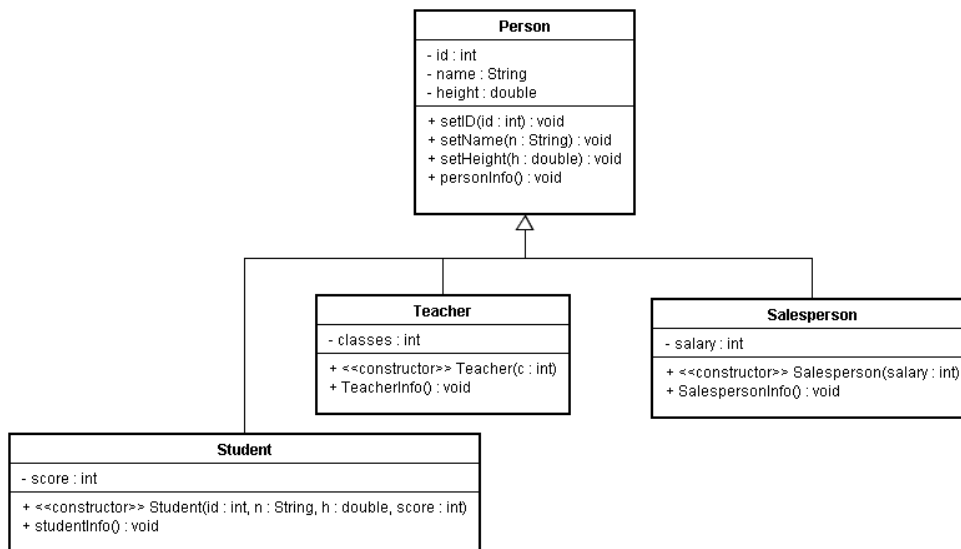 Person
- id : int
- name : String
- height : double
+ setID(id : int) : void
+ setName(n : String) : void
+ setHeight(h : double) : void
+ personInfo() : void
Teacher
- classes : int
+ <<constructor>> Teacher(c : int)
+ TeacherInfo() : void
Salesperson
- salary : int
+ <<constructor>> Salesperson(salary : int)
+ SalespersonInfo() : void
Student
- score : int
+ <<constructor>> Student(id : int, n : String, h : double, score : int)
+ studentInfo() : void